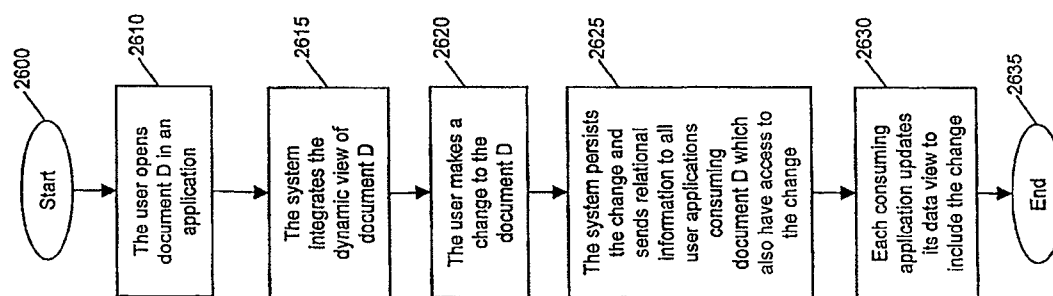 2600
Start
2610
The user opens
document D in an
application
2615
The system
integrates the
dynamic view of
document D
2620
The user makes a
change to the
document D
2625
The system persists
the change and
sends relational
information to all
user applications
consuming
document D which
also have access to
the change
2630
Each consuming
application updates
its data view to
include the change
2635
End